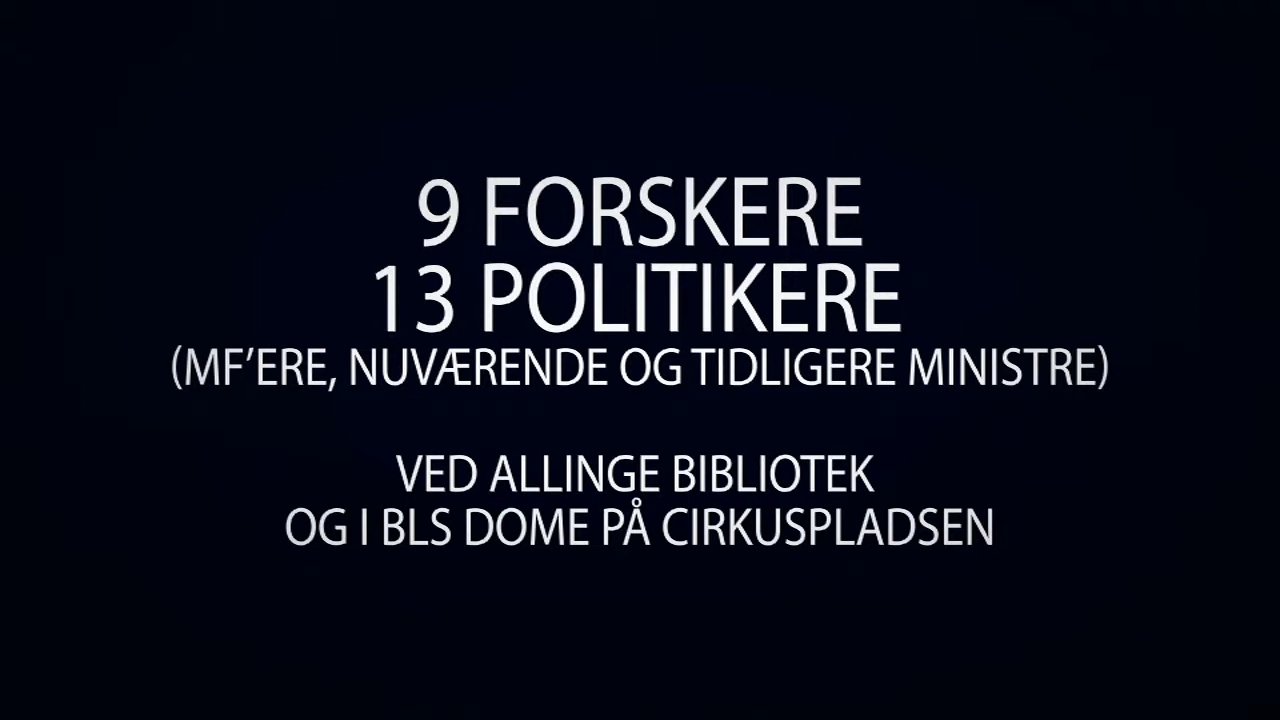 9 FORSKERE
13 POLITIKERE
(MF’ERE, NUVÆRENDE OG TIDLIGERE MINISTRE)
VED ALLINGE BIBLIOTEK
OG I BLS DOME PÅ CIRKUSPLADSEN